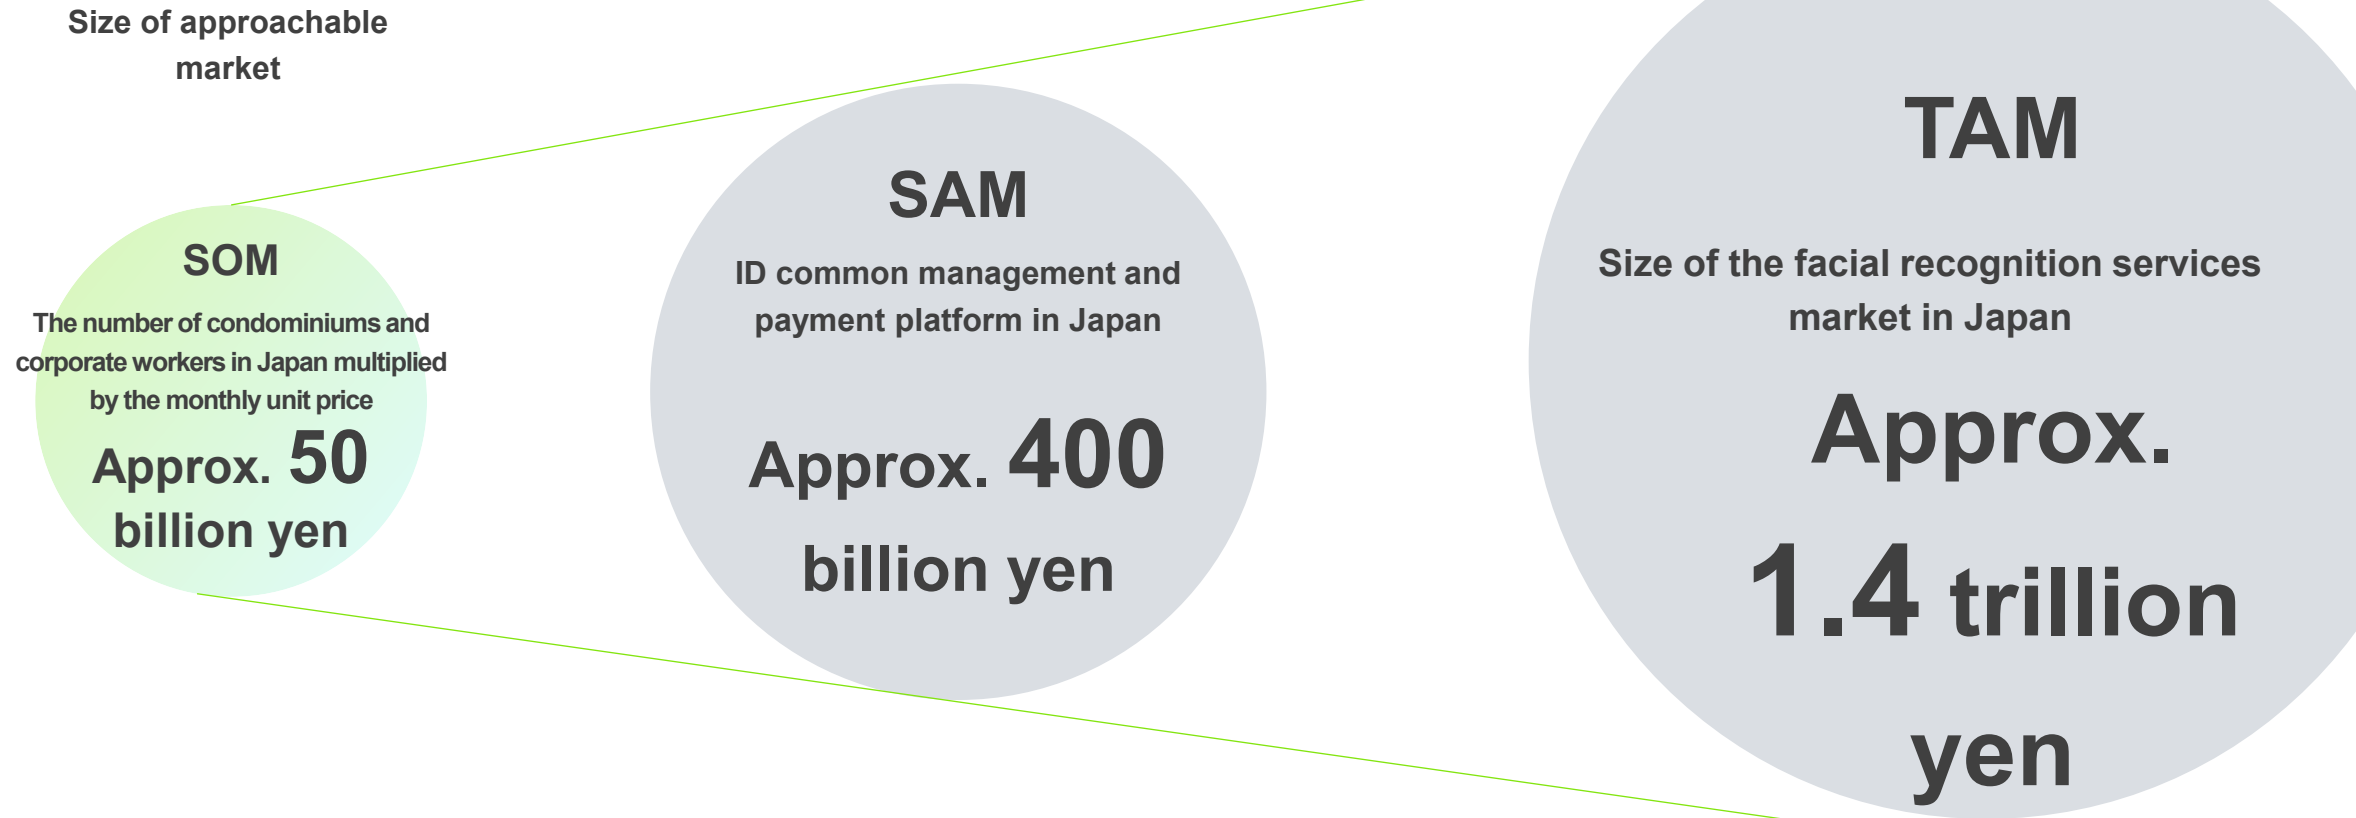 Size of approachable
market
SOM
The number of condominiums and
corporate workers in Japan multiplied
by the monthly unit price
Approx. 50
billion yen
SAM
ID common management and
payment platform in Japan
Approx. 400
billion yen
TAM
Size of the facial recognition services
market in Japan
Approx.
1.4 trillion
yen